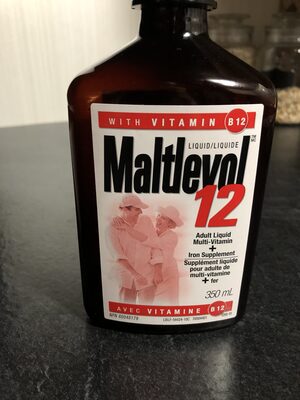 WITH VITAMIN B12
LIQUID/LIQUIDE
Maltlevol
12
Adult Liquid
Multi-Vitamin
+
Iron Supplement
Supplément liquide
pour adulte de
multi-vitamine
+ fer
350 mL
AVEC VITAMINE B12